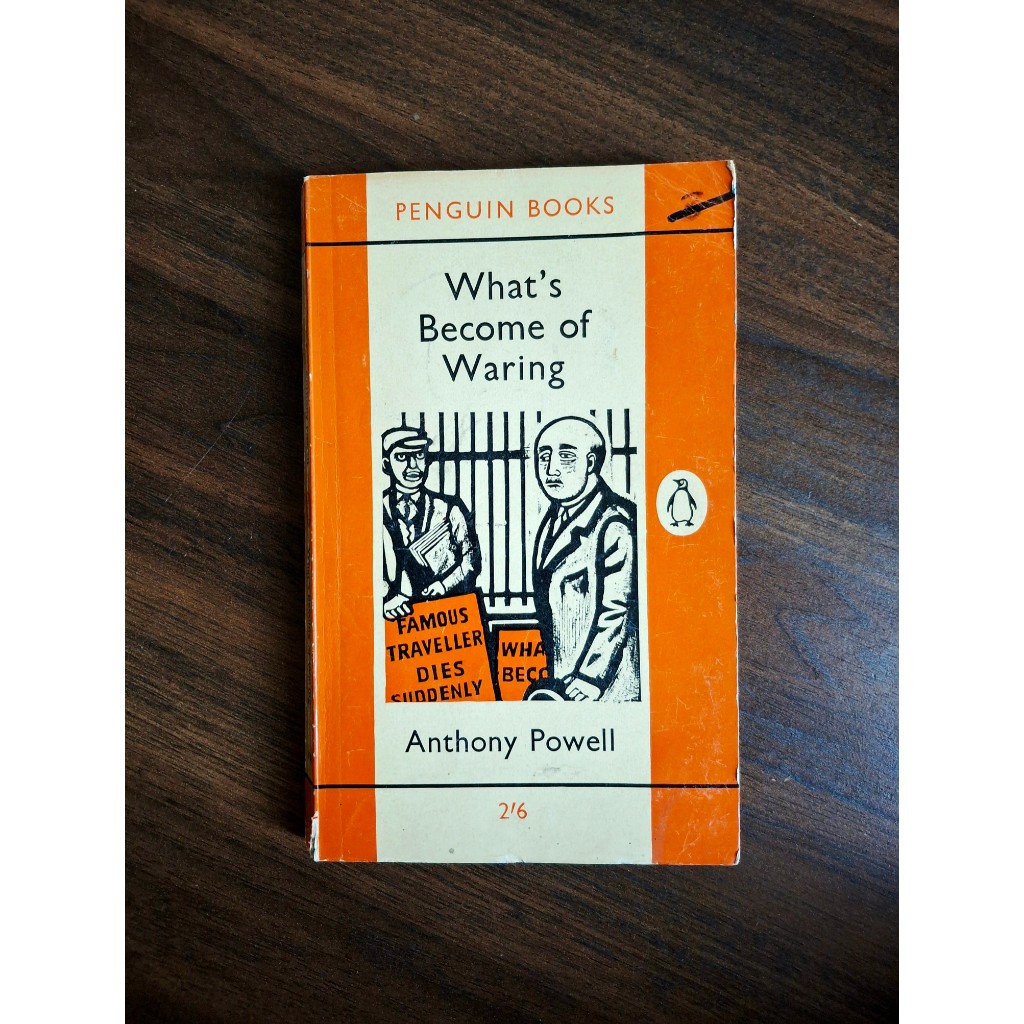 PENGUIN BOOKS
What's
Become of
Waring
FAMOUS
TRAVELLER
DIES
SUDDENLY
WHA
BECO
Anthony Powell
2'6